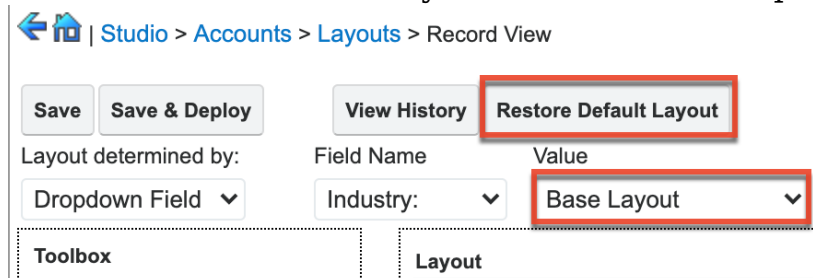 | Studio > Accounts > Layouts > Record View
Save Save & Deploy View History Restore Default Layout
Layout determined by: Field Name Value
Dropdown Field Industry: Base Layout
Toolbox Layout